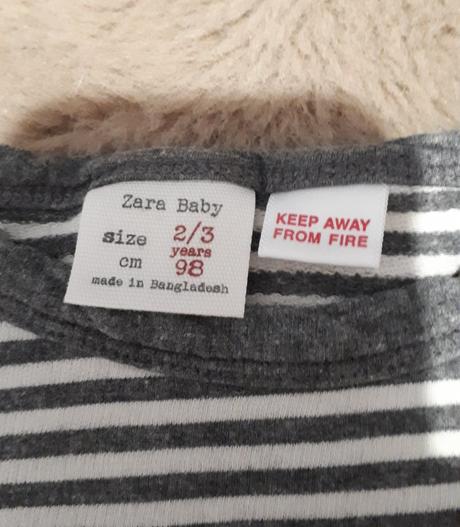 Zara Baby
size 2/3
years
cm 98
made in Bangladesh
KEEP AWAY
FROM FIRE